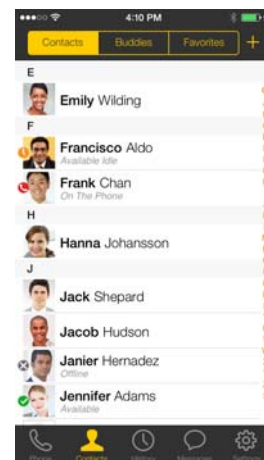 4:10 PM
Contacts Buddies Favorites +
E
Emily Wilding
F
Francisco Aldo
Available Idle
Frank Chan
On The Phone
H
Hanna Johansson
J
Jack Shepard
Jacob Hudson
Janier Hernadez
Offline
Jennifer Adams
Available
Phone Contacts History Messages Settings